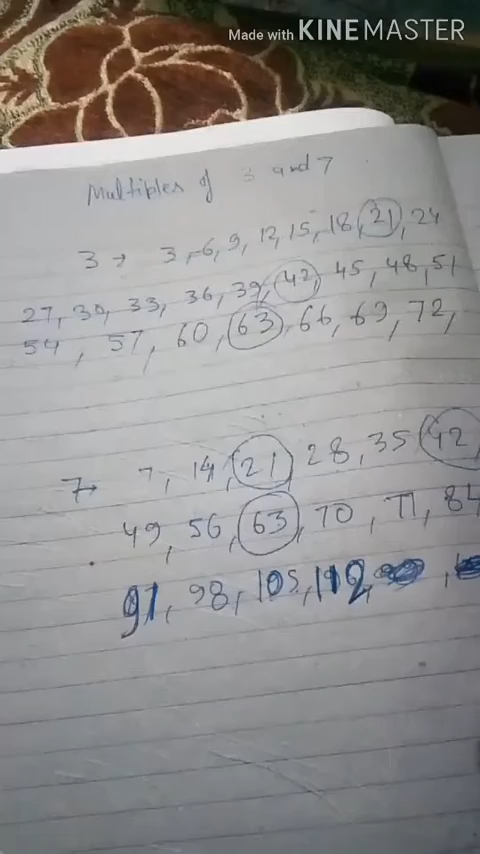 Made with KINEMASTER
Multiples of 3 and 7
3 → 3, 6, 9, 12, 15, 18, 21, 24
27, 30, 33, 36, 39, 42, 45, 48, 51
54, 57, 60, 63, 66, 69, 72,
7→ 7, 14, 21, 28, 35 42
49, 56, 63, 70, 77, 84
91, 98, 105, 112,